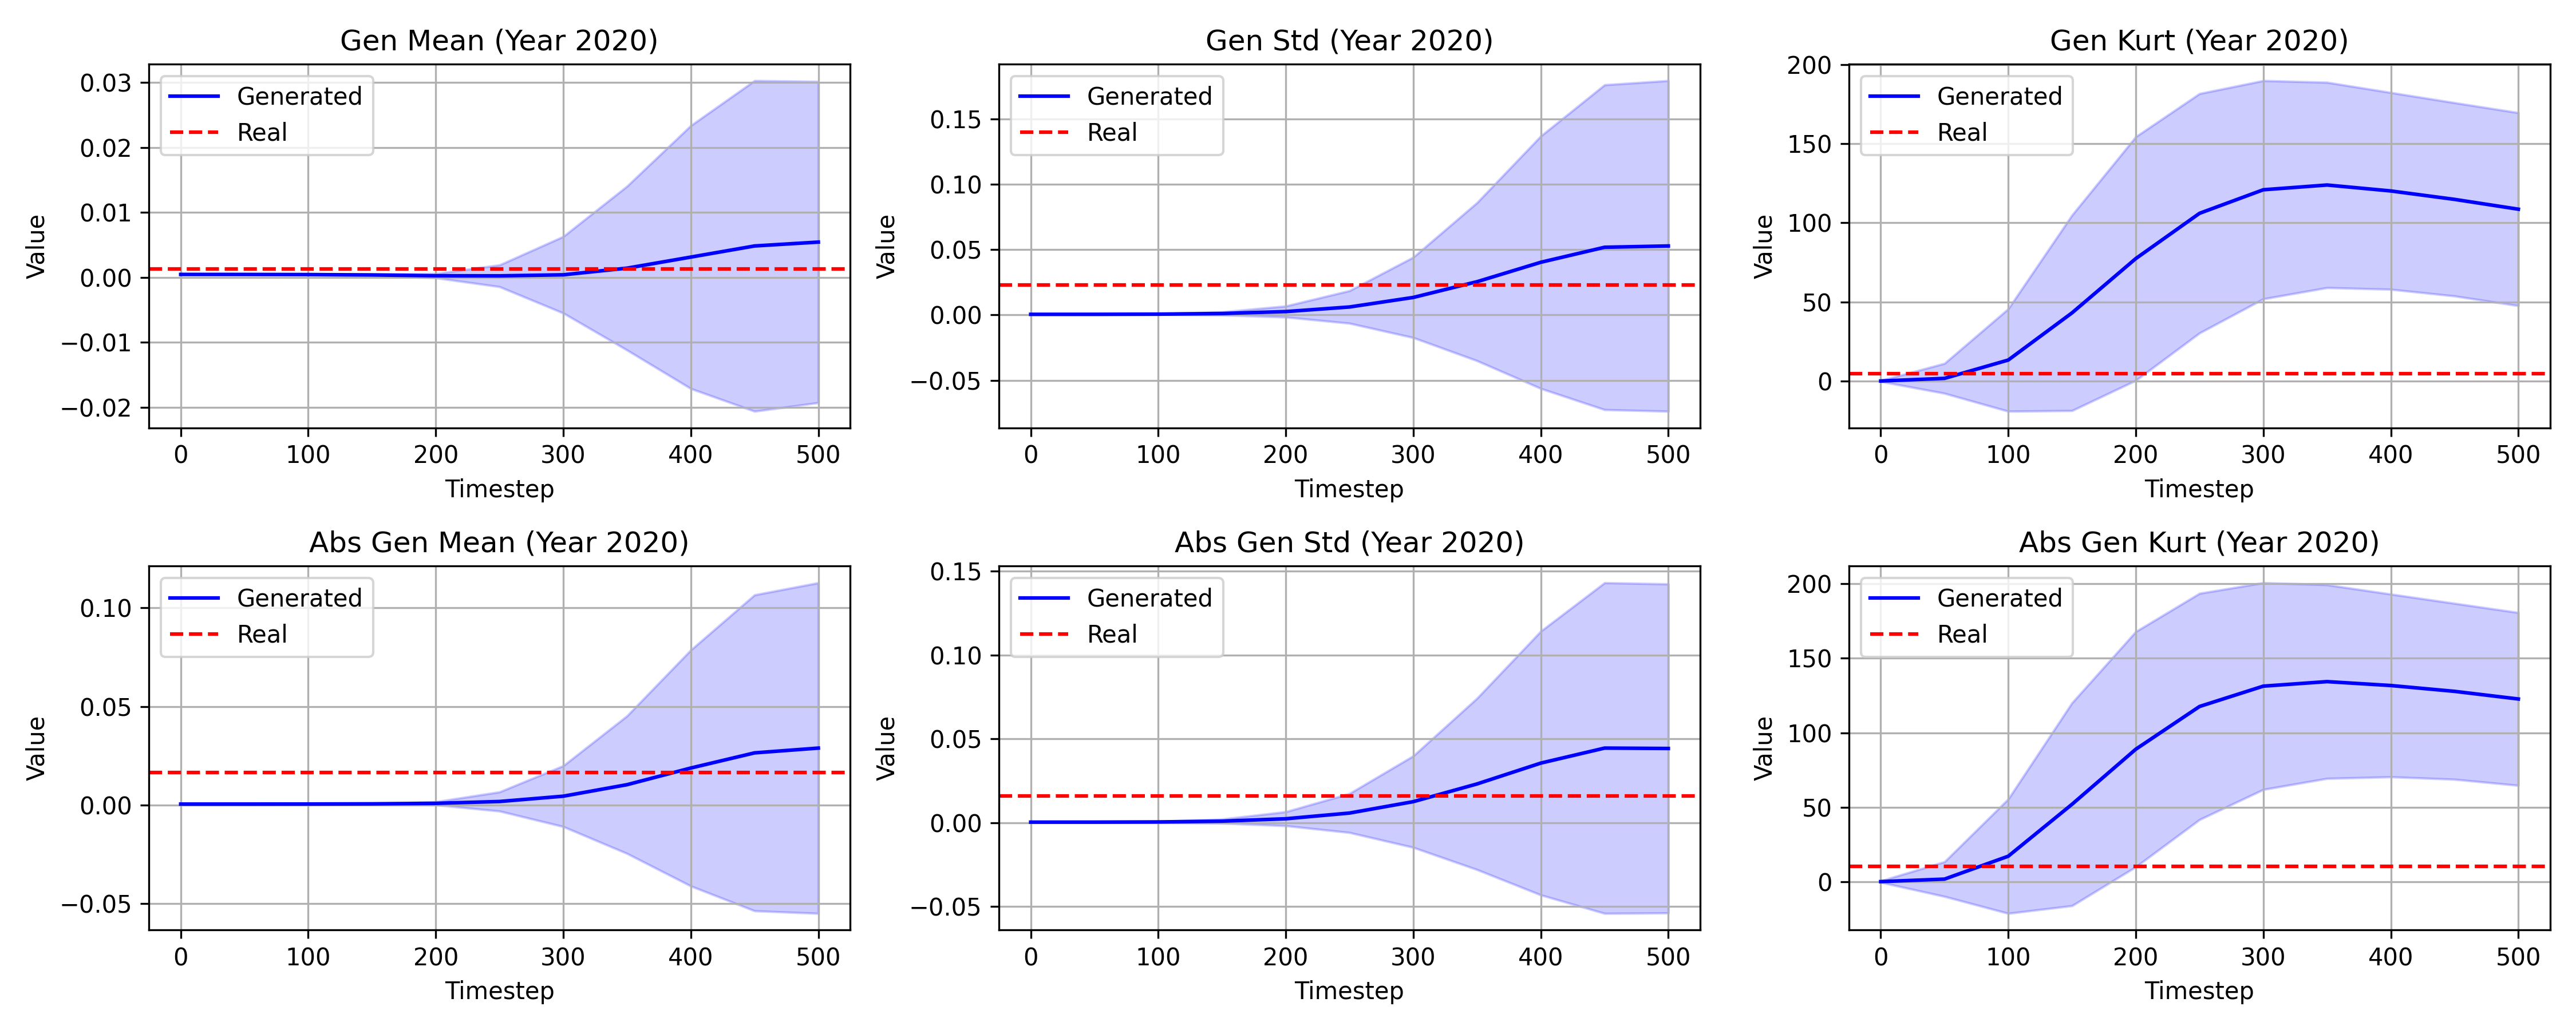 Gen Mean (Year 2020)
Generated
Real
0.03
0.02
0.01
0.00
−0.01
−0.02
Value
0 100 200 300 400 500
Timestep
Gen Std (Year 2020)
Generated
Real
0.15
0.10
0.05
0.00
−0.05
Value
0 100 200 300 400 500
Timestep
Gen Kurt (Year 2020)
Generated
Real
200
150
100
50
0
Value
0 100 200 300 400 500
Timestep
Abs Gen Mean (Year 2020)
Generated
Real
0.10
0.05
0.00
−0.05
Value
0 100 200 300 400 500
Timestep
Abs Gen Std (Year 2020)
Generated
Real
0.15
0.10
0.05
0.00
−0.05
Value
0 100 200 300 400 500
Timestep
Abs Gen Kurt (Year 2020)
Generated
Real
200
150
100
50
0
Value
0 100 200 300 400 500
Timestep